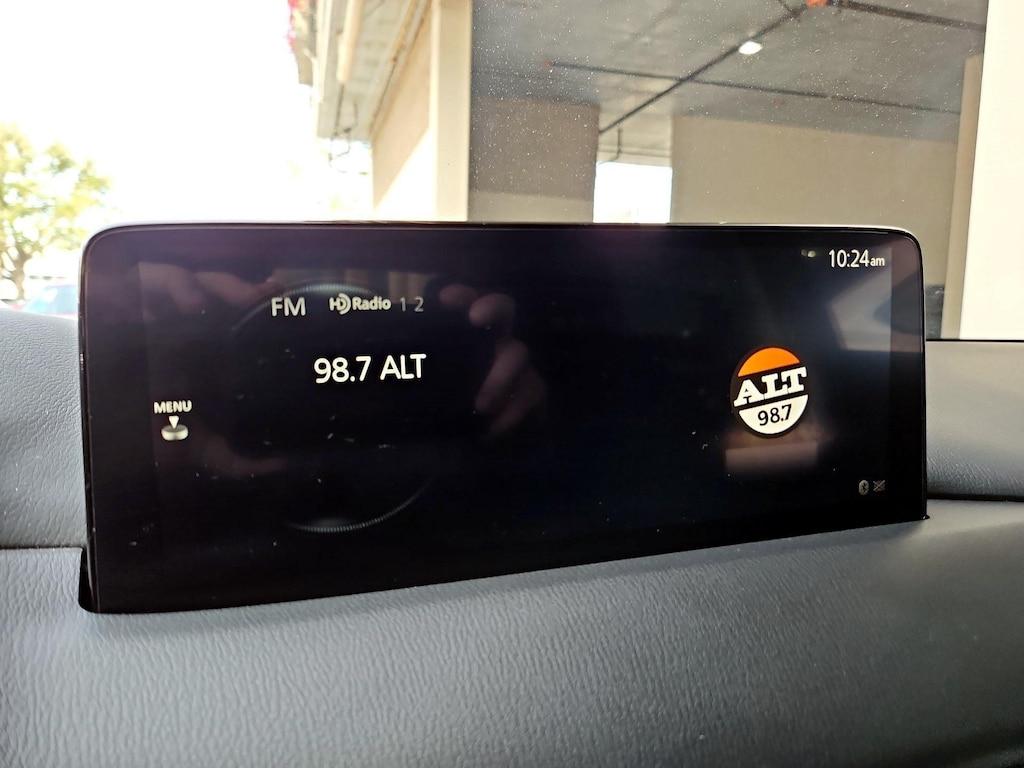 10:24am
FM HD Radio 1 2
98.7 ALT
MENU
ALT
98.7